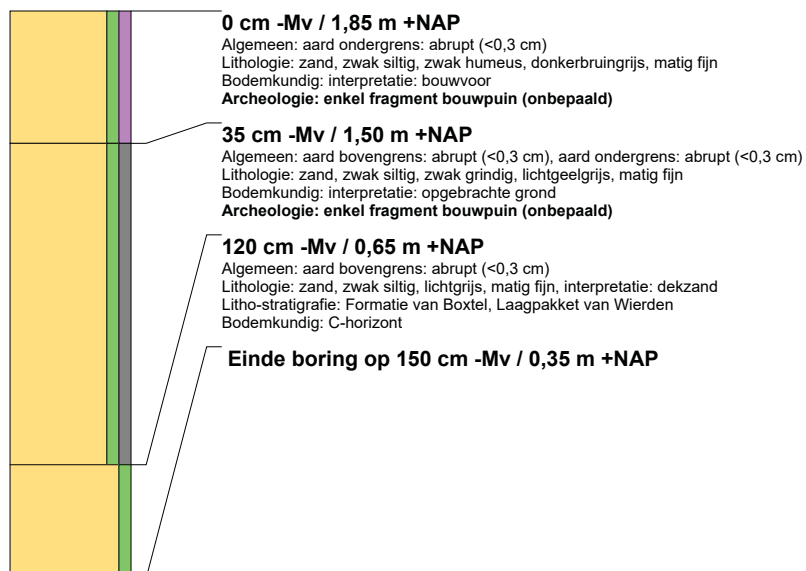 0 cm -Mv / 1,85 m +NAP
Algemeen: aard ondergrens: abrupt (<0,3 cm)
Lithologie: zand, zwak siltig, zwak humeus, donkerbruingrijs, matig fijn
Bodemkundig: interpretatie: bouwvoor
Archeologie: enkel fragment bouwpuin (onbepaald)
35 cm -Mv / 1,50 m +NAP
Algemeen: aard bovengrens: abrupt (<0,3 cm), aard ondergrens: abrupt (<0,3 cm)
Lithologie: zand, zwak siltig, zwak grindig, lichtgeelgrijs, matig fijn
Bodemkundig: interpretatie: opgebrachte grond
Archeologie: enkel fragment bouwpuin (onbepaald)
120 cm -Mv / 0,65 m +NAP
Algemeen: aard bovengrens: abrupt (<0,3 cm)
Lithologie: zand, zwak siltig, lichtgrijs, matig fijn, interpretatie: dekzand
Litho-stratigrafie: Formatie van Boxtel, Laagpakket van Wierden
Bodemkundig: C-horizont
Einde boring op 150 cm -Mv / 0,35 m +NAP